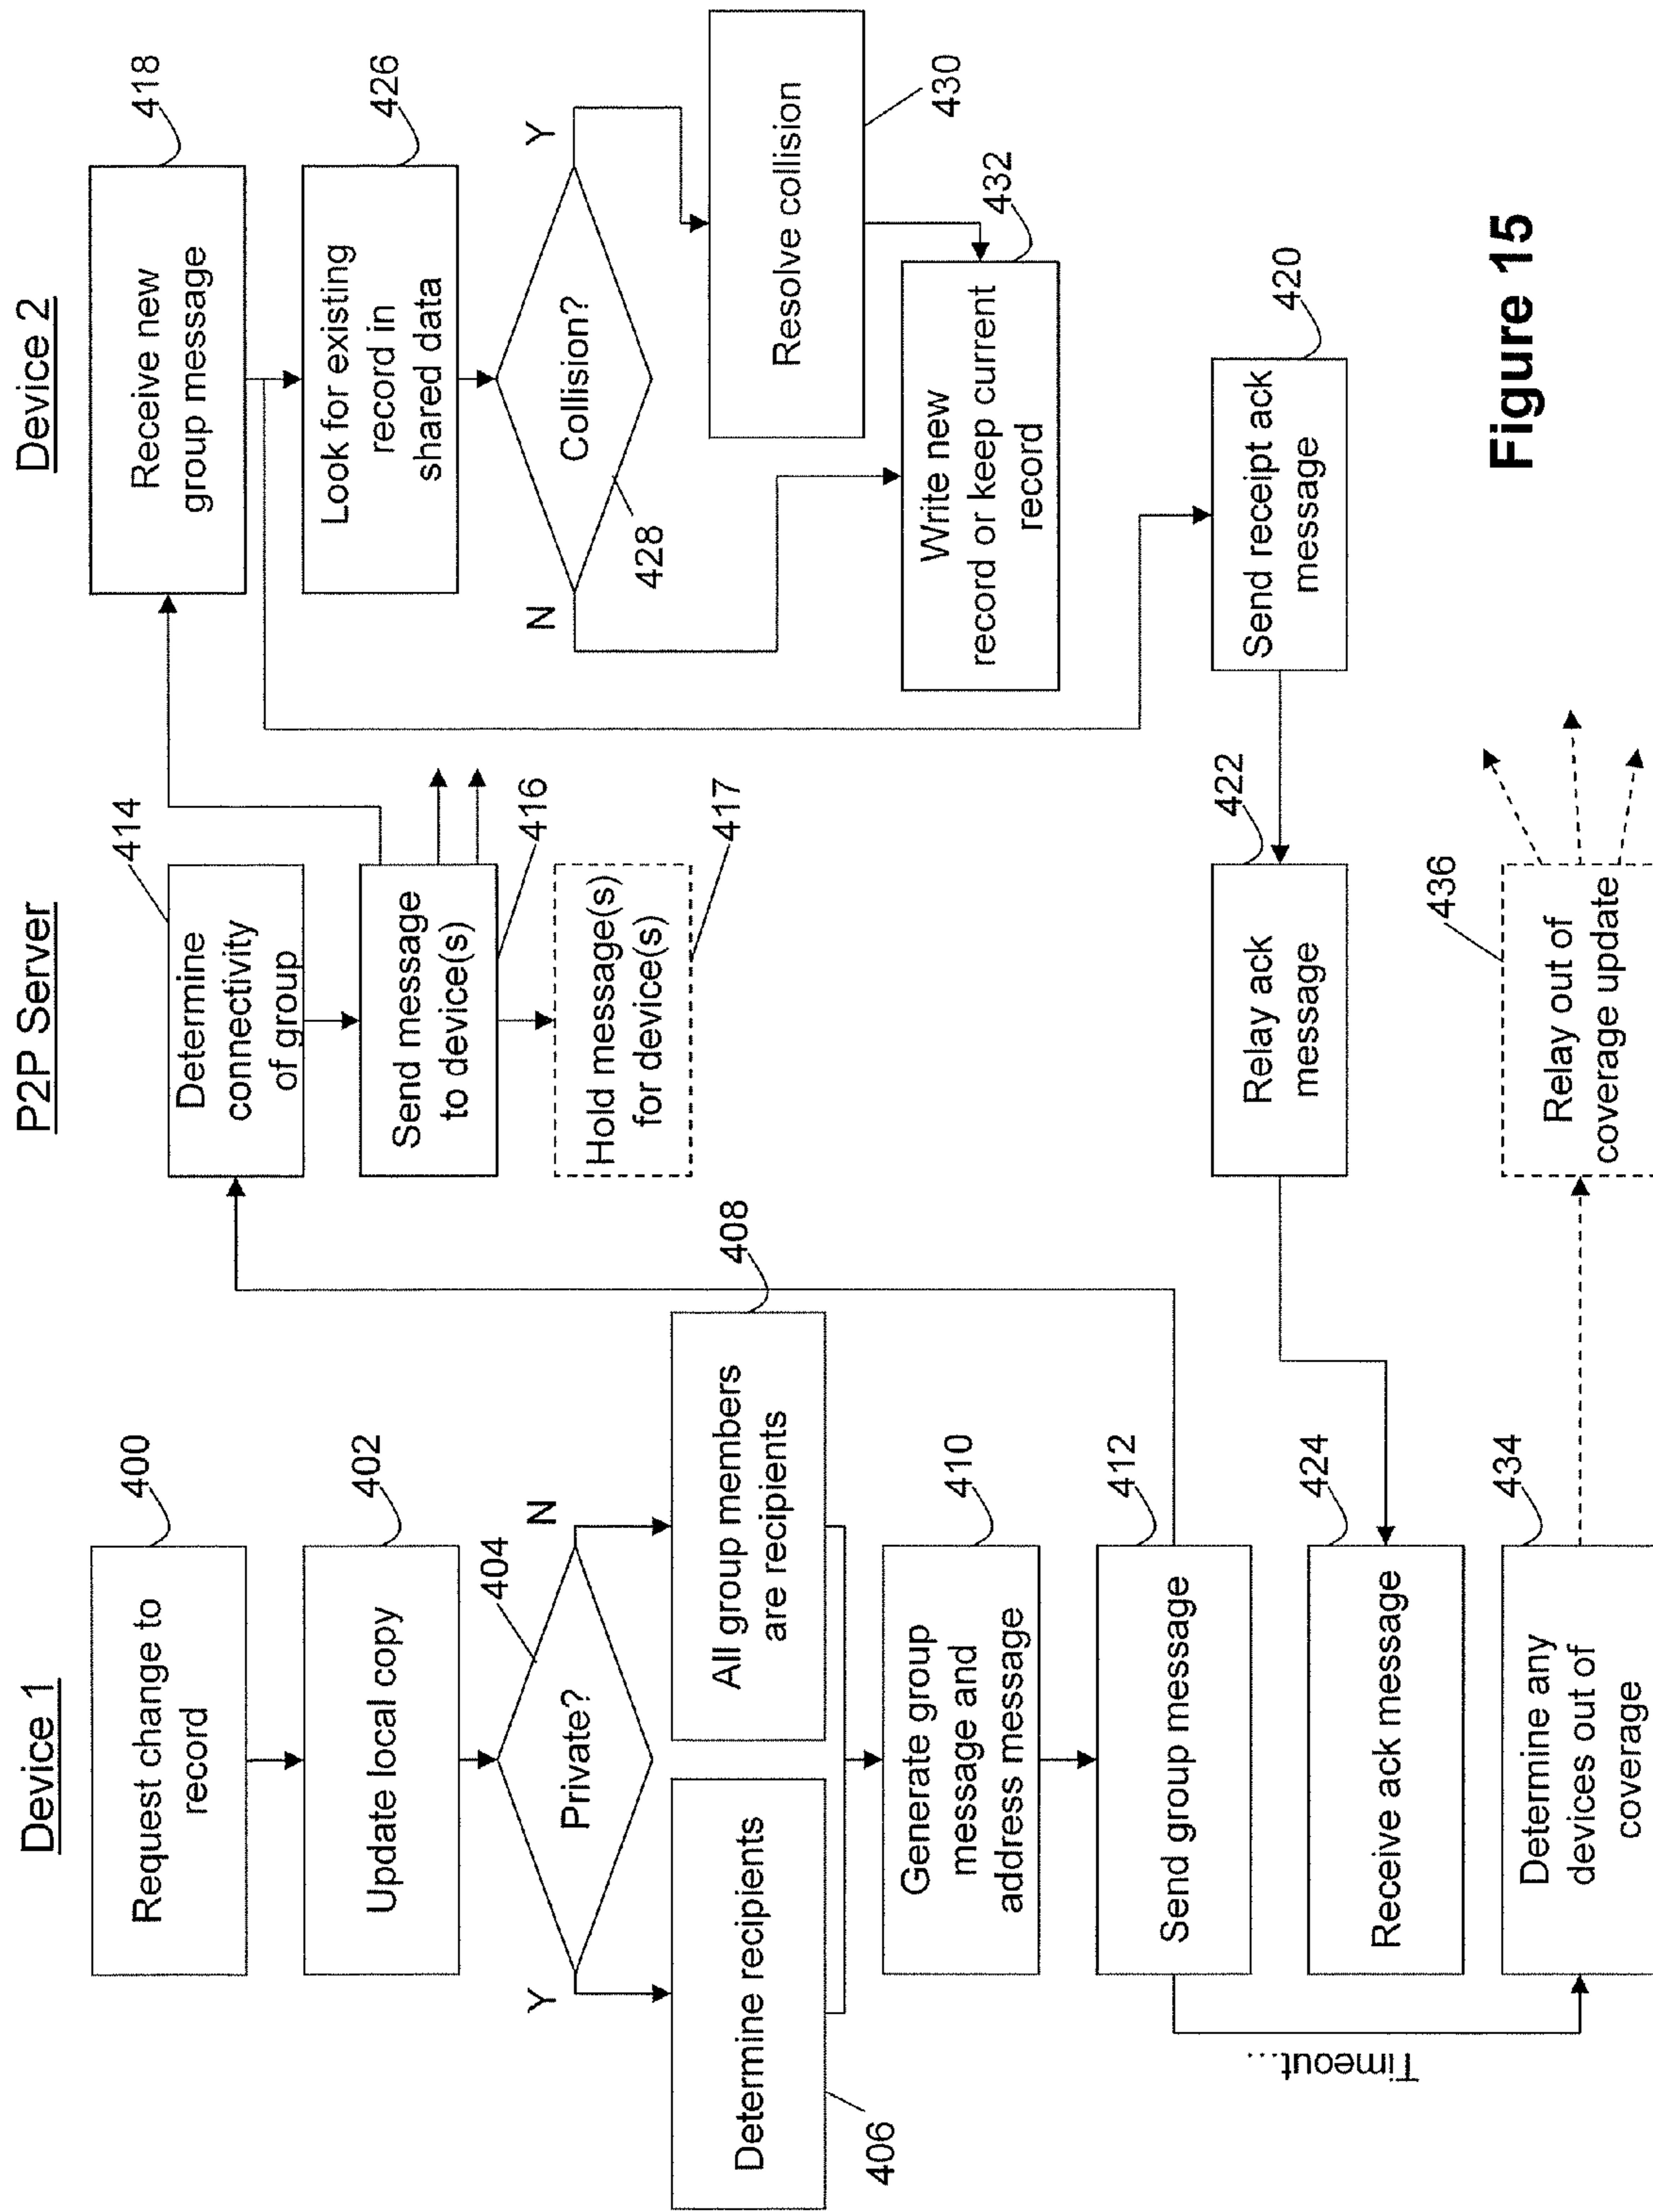 Device 1
Request change to
record
400
Update local copy
402
Private?
404
Y
N
Determine recipients
406
All group members
are recipients
408
Generate group
message and
address message
410
Send group message
412
Timeout....
Receive ack message
424
Determine any
devices out of
coverage
434
P2P Server
Determine
connectivity
of group
414
Send message
to device(s)
416
Hold message(s)
for device(s)
417
Relay ack
message
422
Relay out of
coverage update
436
Device 2
Receive new
group message
418
Look for existing
record in
shared data
426
Collision?
428
N
Y
Resolve collision
430
Write new
record or keep current
record
432
Send receipt ack
message
420
Figure 15